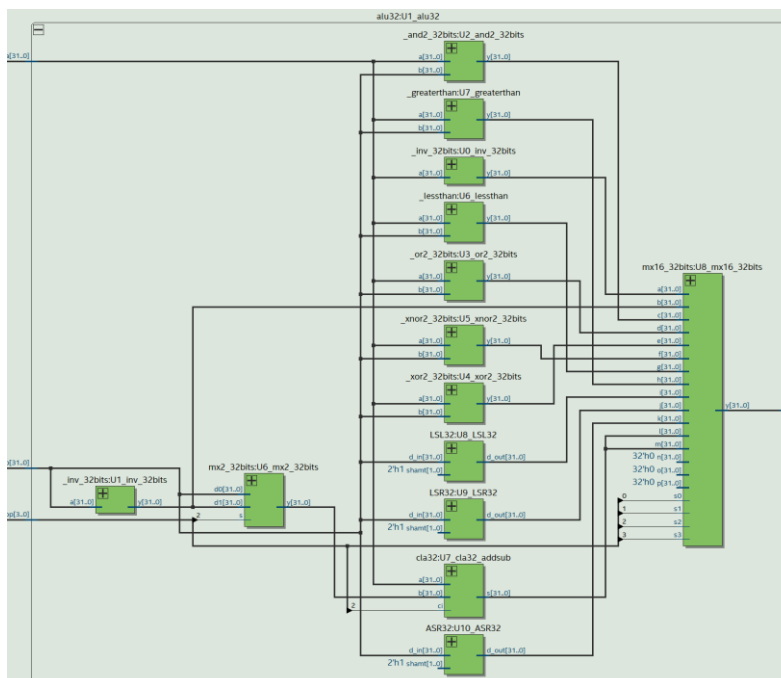 alu32:U1_alu32
_and2_32bits:U2_and2_32bits
a[31..0]
a[31..0] y[31..0]
b[31..0]
_greaterthan:U7_greaterthan
a[31..0] y[31..0]
b[31..0]
_inv_32bits:U0_inv_32bits
a[31..0] y[31..0]
_lessthan:U6_lessthan
a[31..0] y[31..0]
b[31..0]
_or2_32bits:U3_or2_32bits
a[31..0] y[31..0]
b[31..0]
mx16_32bits:U8_mx16_32bits
a[31..0]
b[31..0]
c[31..0]
d[31..0]
e[31..0]
f[31..0]
g[31..0]
h[31..0]
i[31..0]
j[31..0]
k[31..0]
l[31..0]
m[31..0]
32'h0 n[31..0]
32'h0 o[31..0]
32'h0 p[31..0]
0 s0
1 s1
2 s2
3 s3
y[31..0]
_xnor2_32bits:U5_xnor2_32bits
a[31..0] y[31..0]
b[31..0]
_xor2_32bits:U4_xor2_32bits
a[31..0] y[31..0]
b[31..0]
LSL32:U8_LSL32
d_in[31..0] d_out[31..0]
2'h1 shamt[1..0]
b[31..0]
_inv_32bits:U1_inv_32bits
a[31..0] y[31..0]
mx2_32bits:U6_mx2_32bits
d0[31..0]
d1[31..0] y[31..0]
2 s
op[3..0]
LSR32:U9_LSR32
d_in[31..0] d_out[31..0]
2'h1 shamt[1..0]
cla32:U7_cla32_addsub
a[31..0]
b[31..0] s[31..0]
2 ci
ASR32:U10_ASR32
d_in[31..0] d_out[31..0]
2'h1 shamt[1..0]